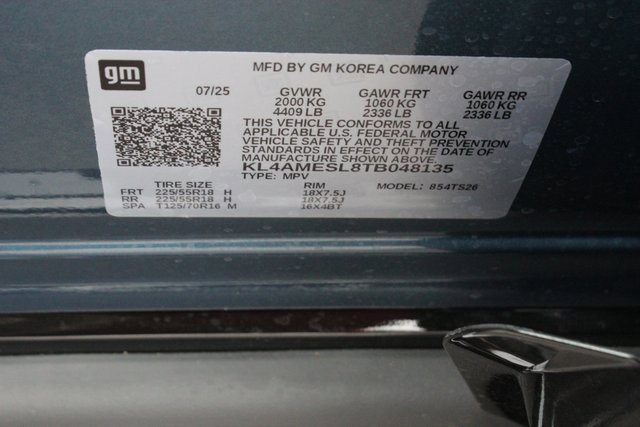 gm
MFD BY GM KOREA COMPANY
07/25 GVWR GAWR FRT GAWR RR
2000 KG 1060 KG 1060 KG
4409 LB 2336 LB 2336 LB
THIS VEHICLE CONFORMS TO ALL
APPLICABLE U.S. FEDERAL MOTOR
VEHICLE SAFETY AND THEFT PREVENTION
STANDARDS IN EFFECT ON THE DATE OF
MANUFACTURE SHOWN ABOVE.
KL4AMESL8TB048135
TYPE: MPV MODEL: 854TS26
TIRE SIZE RIM
FRT 225/55R18 H 18X7.5J
RR 225/55R18 H 18X7.5J
SPA T125/70R16 M 16X4BT